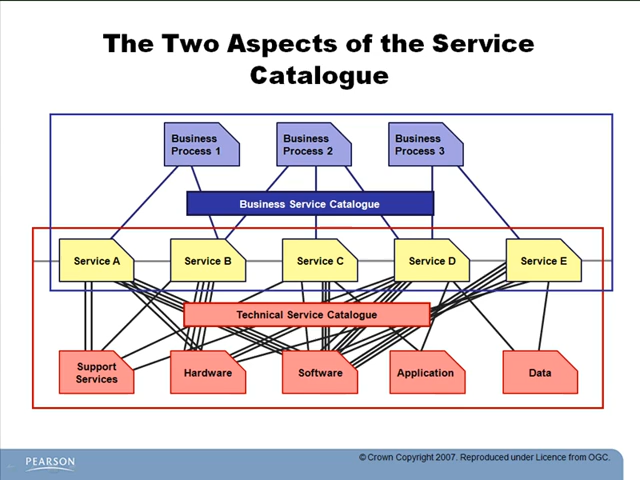 The Two Aspects of the Service
Catalogue
Business
Process 1
Business
Process 2
Business
Process 3
Business Service Catalogue
Service A
Service B
Service C
Service D
Service E
Technical Service Catalogue
Support
Services
Hardware
Software
Application
Data
PEARSON
© Crown Copyright 2007. Reproduced under Licence from OGC.